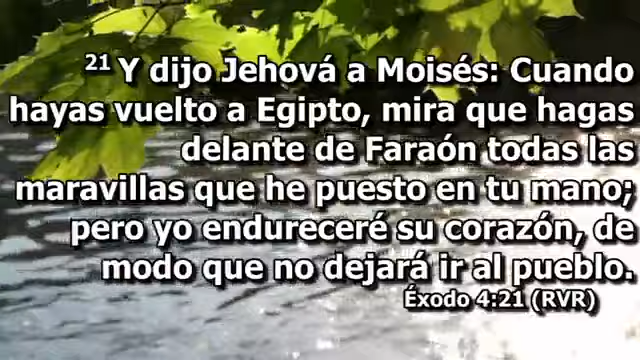 21 Y dijo Jehová a Moisés: Cuando
hayas vuelto a Egipto, mira que hagas
delante de Faraón todas las
maravillas que he puesto en tu mano;
pero yo endureceré su corazón, de
modo que no dejará ir al pueblo.
Éxodo 4:21 (RVR)